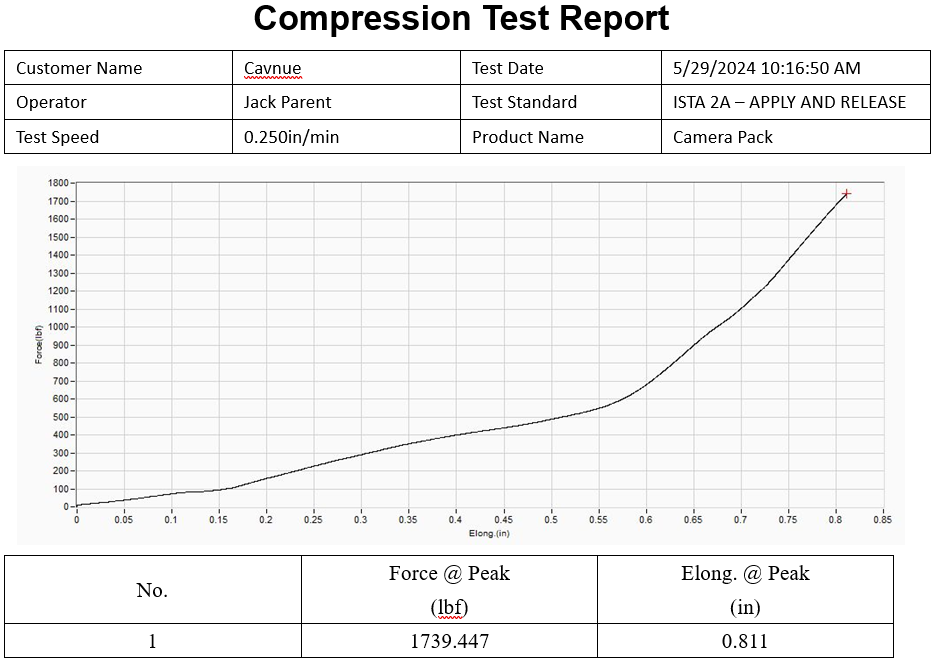 Compression Test Report
Customer Name Cavnue Test Date 5/29/2024 10:16:50 AM
Operator Jack Parent Test Standard ISTA 2A – APPLY AND RELEASE
Test Speed 0.250in/min Product Name Camera Pack
1800
1700
1600
1500
1400
1300
1200
1100
1000
900
800
700
600
500
400
300
200
100
0
Force(lbf)
0 0.05 0.1 0.15 0.2 0.25 0.3 0.35 0.4 0.45 0.5 0.55 0.6 0.65 0.7 0.75 0.8 0.85
Elong.(in)
No. Force @ Peak Elong. @ Peak
(lbf) (in)
1 1739.447 0.811